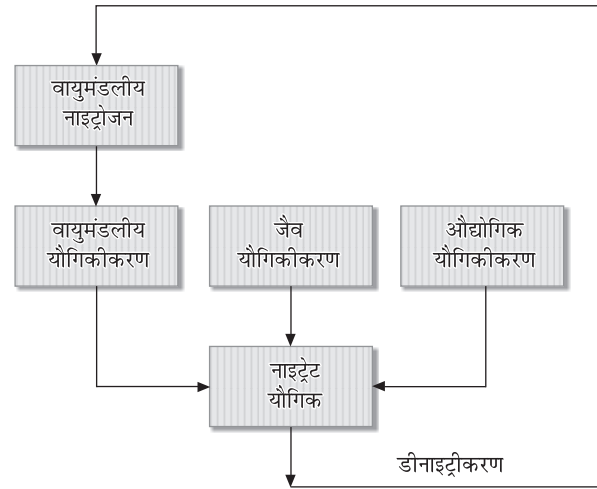 वायुमंडलीय
नाइट्रोजन
वायुमंडलीय
यौगिकीकरण
जैव
यौगिकीकरण
औद्योगिक
यौगिकीकरण
नाइट्रेट
यौगिक
डीनाइट्रीकरण